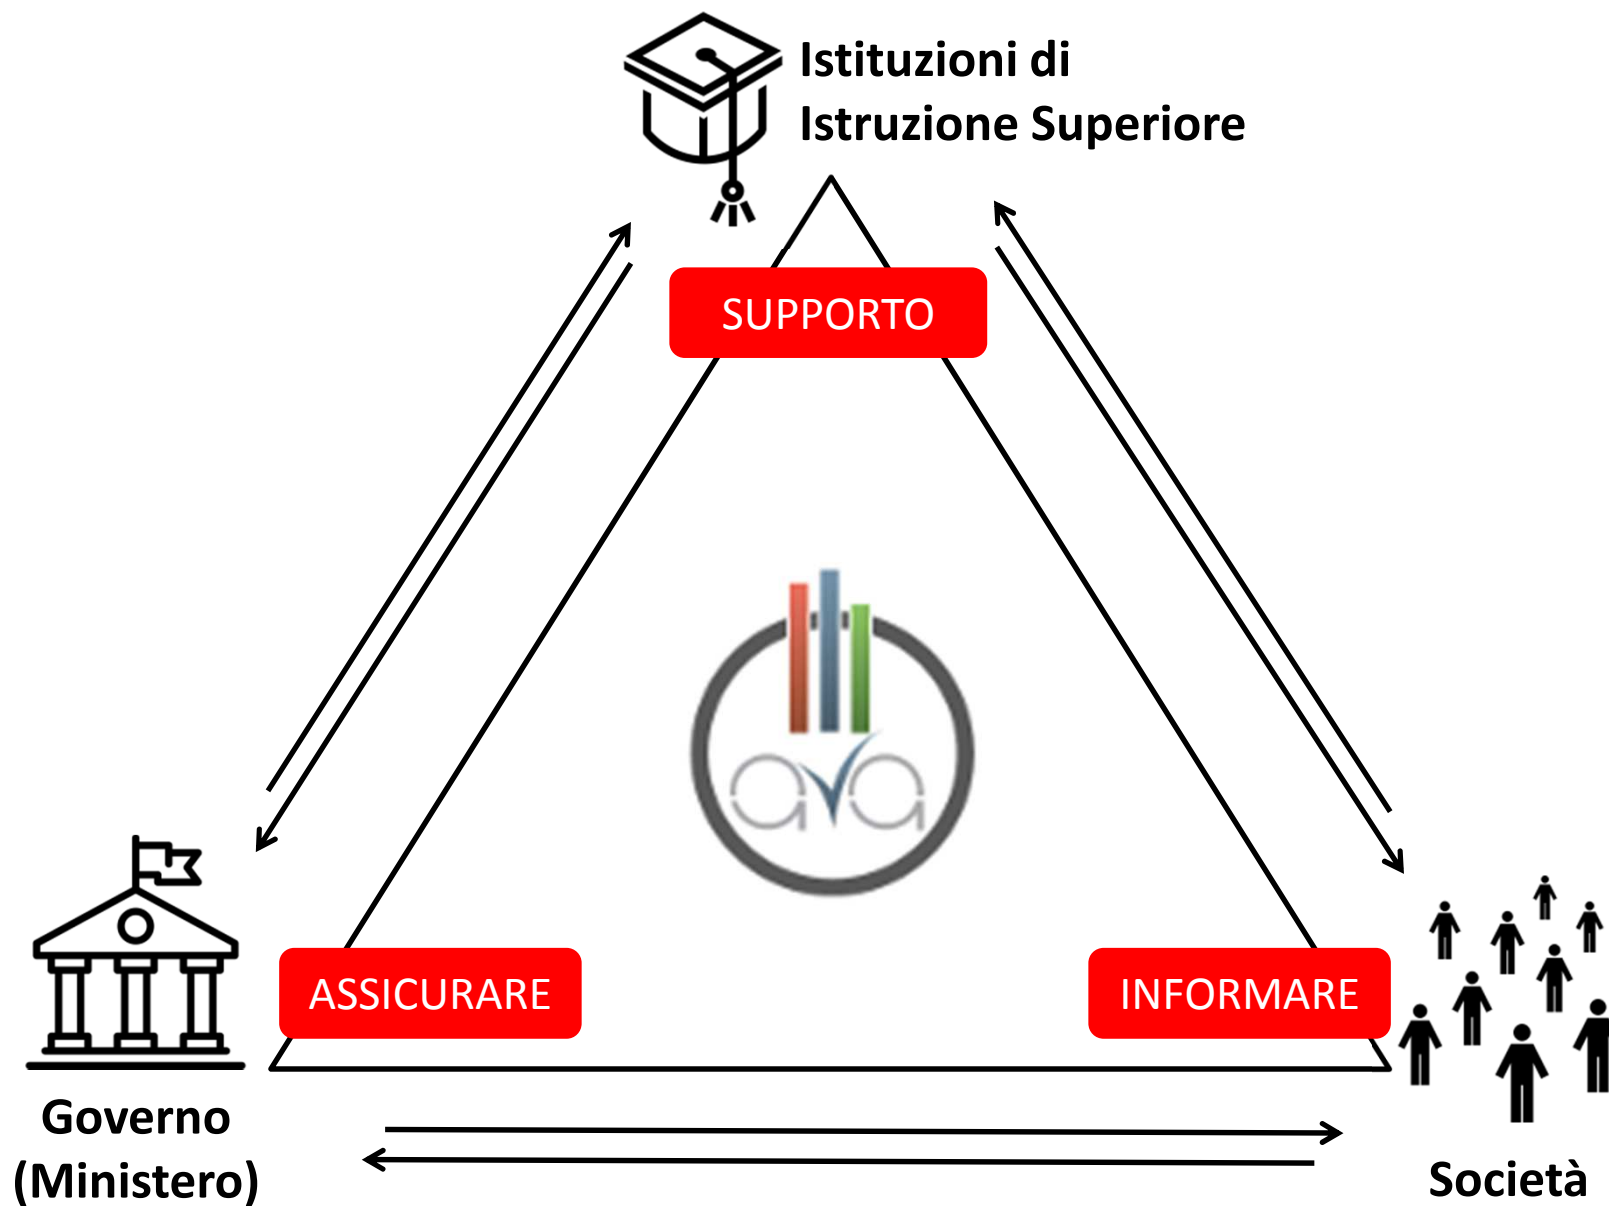 Istituzioni di
Istruzione Superiore
SUPPORTO
ava
ASSICURARE
INFORMARE
Governo
(Ministero)
Società